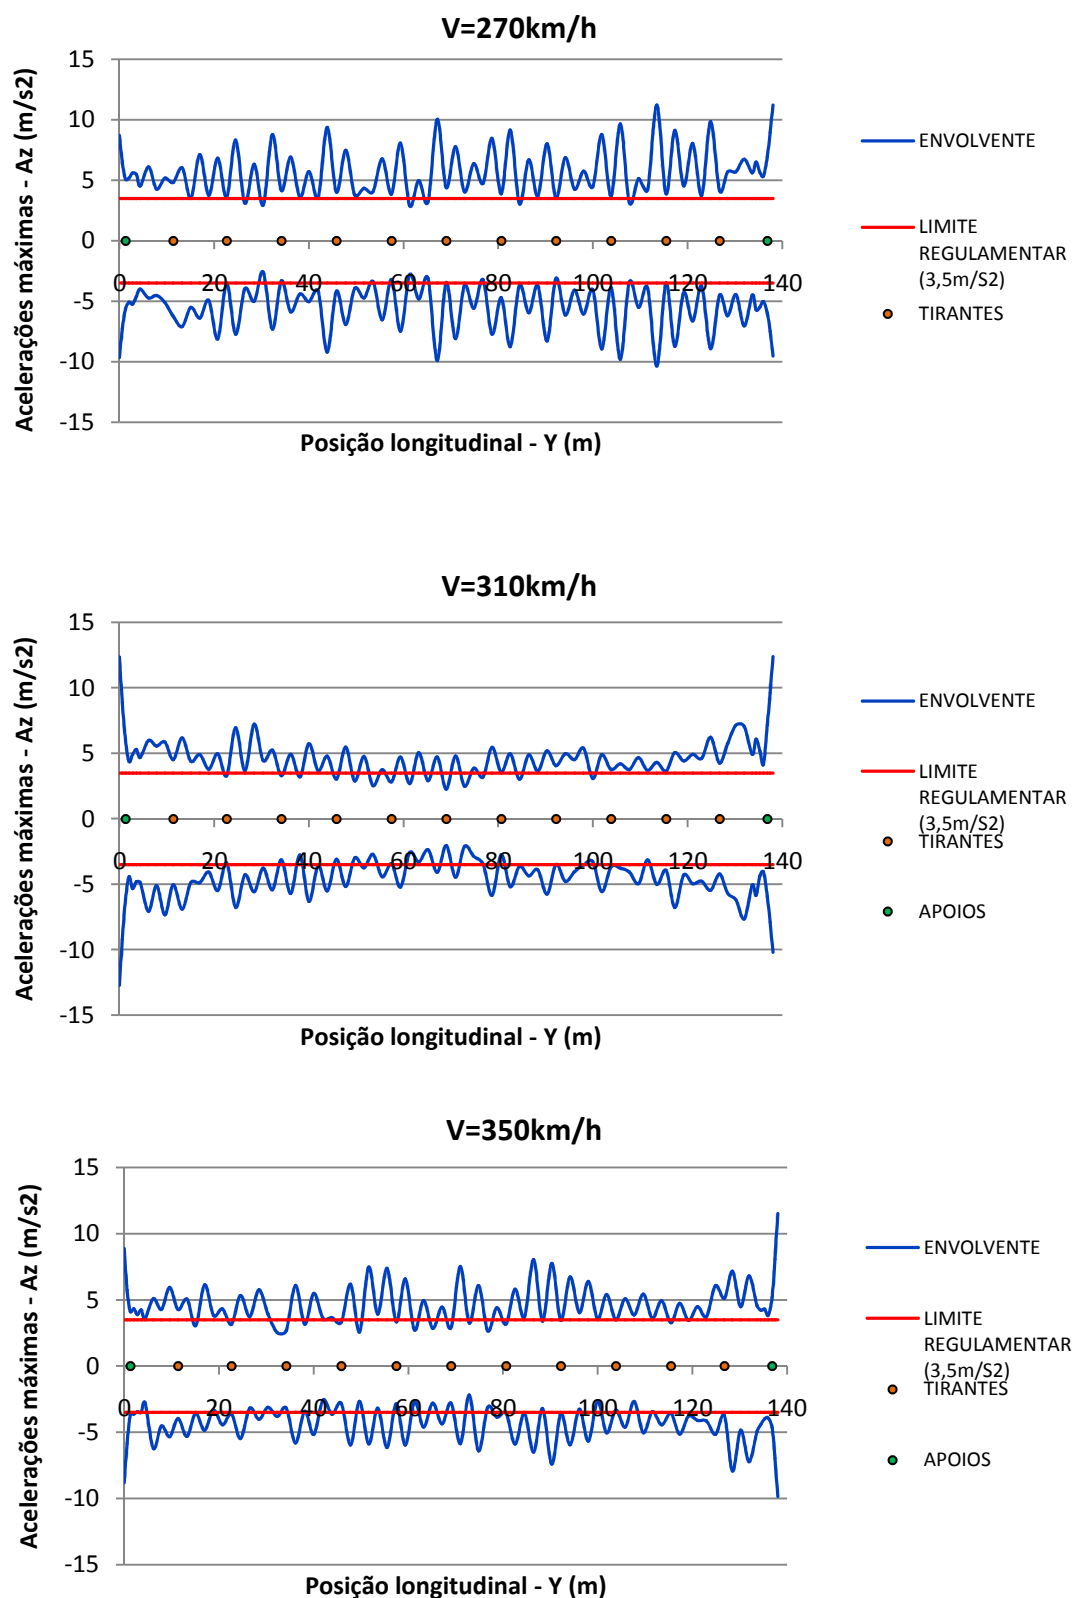 V=270km/h
Acelerações máximas - Az (m/s2)
15
10
5
0
-5
-10
-15
0 20 40 60 80 100 120 140
Posição longitudinal - Y (m)
ENVOLVENTE
LIMITE
REGULAMENTAR
(3,5m/S2)
TIRANTES
V=310km/h
Acelerações máximas - Az (m/s2)
15
10
5
0
-5
-10
-15
0 20 40 60 80 100 120 140
Posição longitudinal - Y (m)
ENVOLVENTE
LIMITE
REGULAMENTAR
(3,5m/S2)
TIRANTES
APOIOS
V=350km/h
Acelerações máximas - Az (m/s2)
15
10
5
0
-5
-10
-15
0 20 40 60 80 100 120 140
Posição longitudinal - Y (m)
ENVOLVENTE
LIMITE
REGULAMENTAR
(3,5m/S2)
TIRANTES
APOIOS